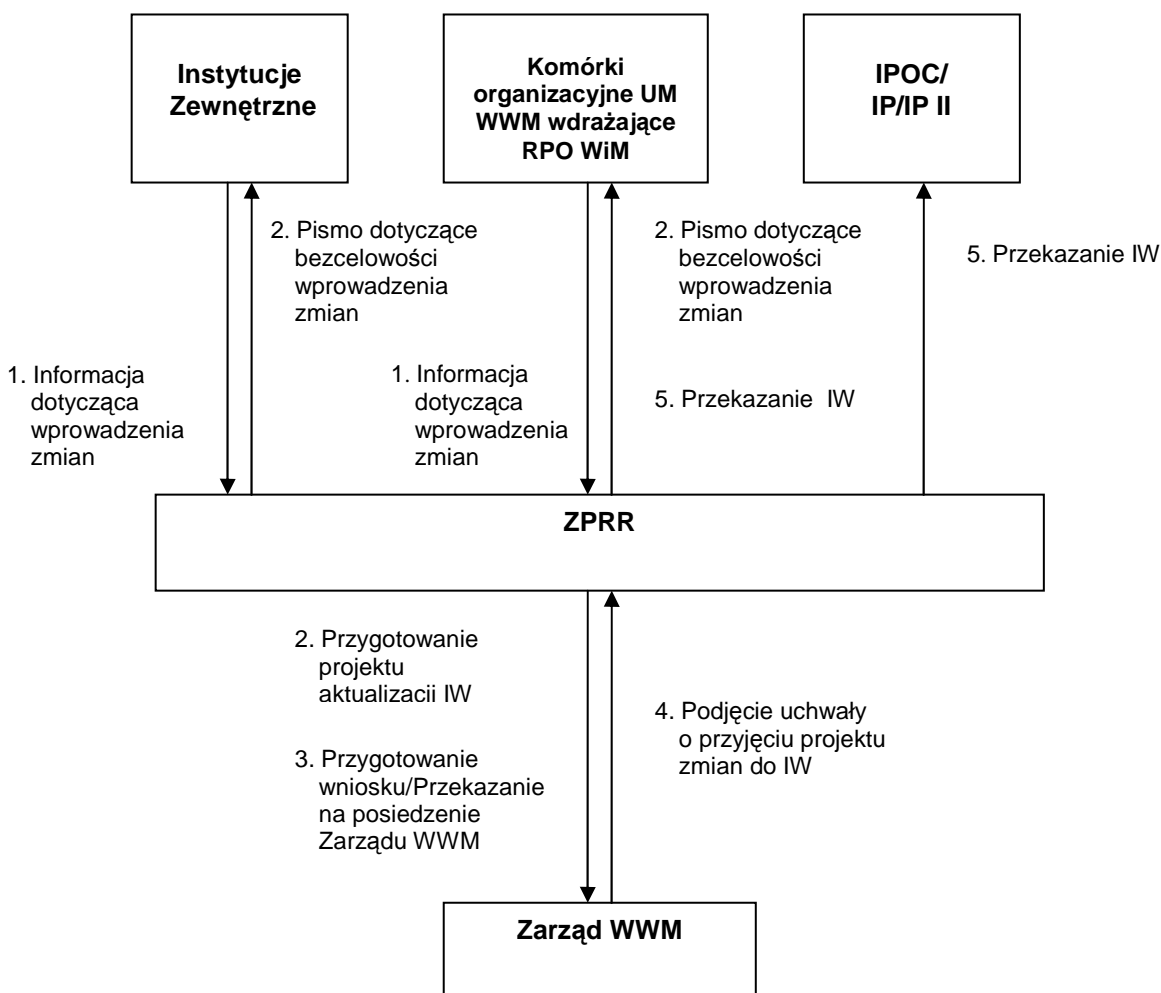 Instytucje
Zewnętrzne
Komórki
organizacyjne UM
WWM wdrażające
RPO WiM
IPOC/
IP/IP II
2. Pismo dotyczące
bezcelowości
wprowadzenia
zmian
2. Pismo dotyczące
bezcelowości
wprowadzenia
zmian
5. Przekazanie IW
1. Informacja
dotycząca
wprowadzenia
zmian
1. Informacja
dotycząca
wprowadzenia
zmian
5. Przekazanie IW
ZPRR
2. Przygotowanie
projektu
aktualizacii IW
3. Przygotowanie
wniosku/Przekazanie
na posiedzenie
Zarządu WWM
4. Podjęcie uchwały
o przyjęciu projektu
zmian do IW
Zarząd WWM